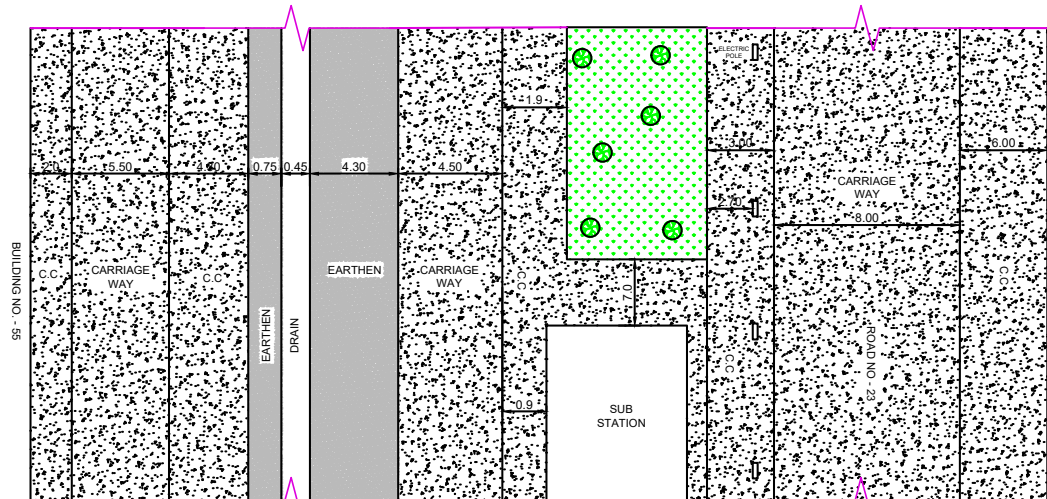 ELECTRIC
POLE
1.9
3.00
6.00
2.0
5.50
0.75
0.45
4.30
4.50
CARRIAGE
WAY
2.70
8.00
BUILDING NO. - 55
C.C
CARRIAGE
WAY
C.C
EARTHEN
DRAIN
EARTHEN
CARRIAGE
WAY
C.C
7.0
0.9
SUB
STATION
C.C
ROAD NO - 23
C.C